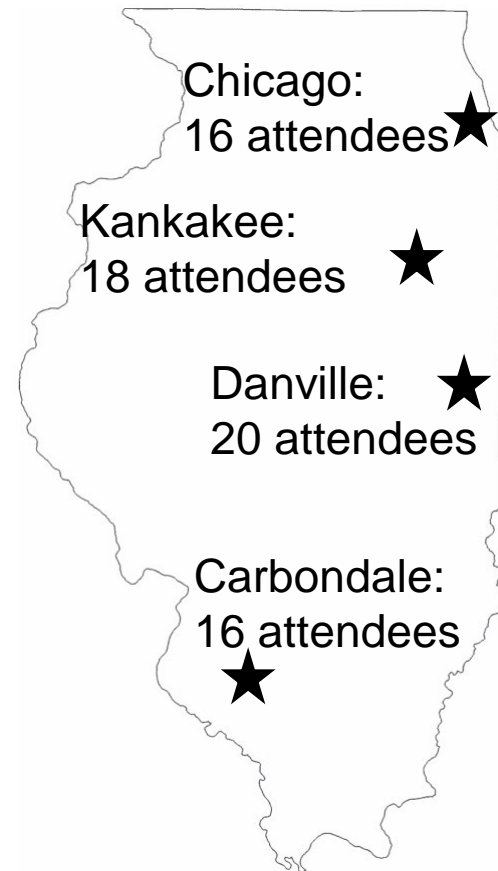 Chicago:
16 attendees
Kankakee:
18 attendees
Danville:
20 attendees
Carbondale:
16 attendees